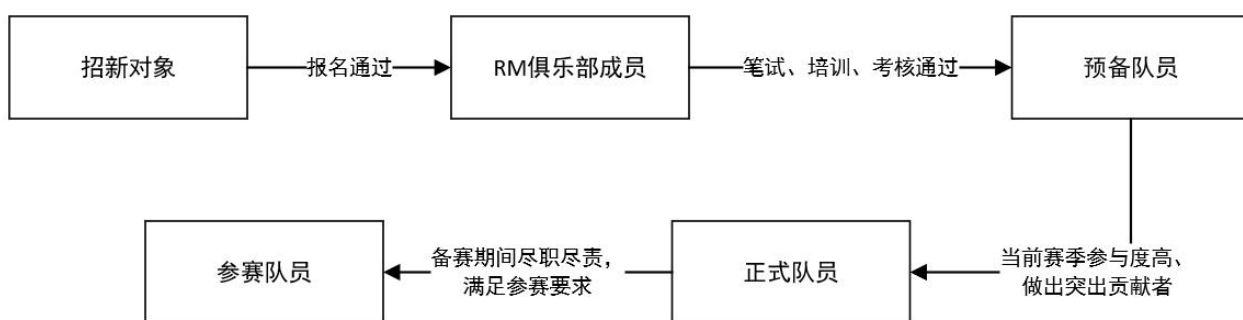 招新对象
报名通过
RM俱乐部成员
笔试、培训、考核通过
预备队员
当前赛季参与度高、
做出突出贡献者
正式队员
备赛期间尽职尽责，
满足参赛要求
参赛队员